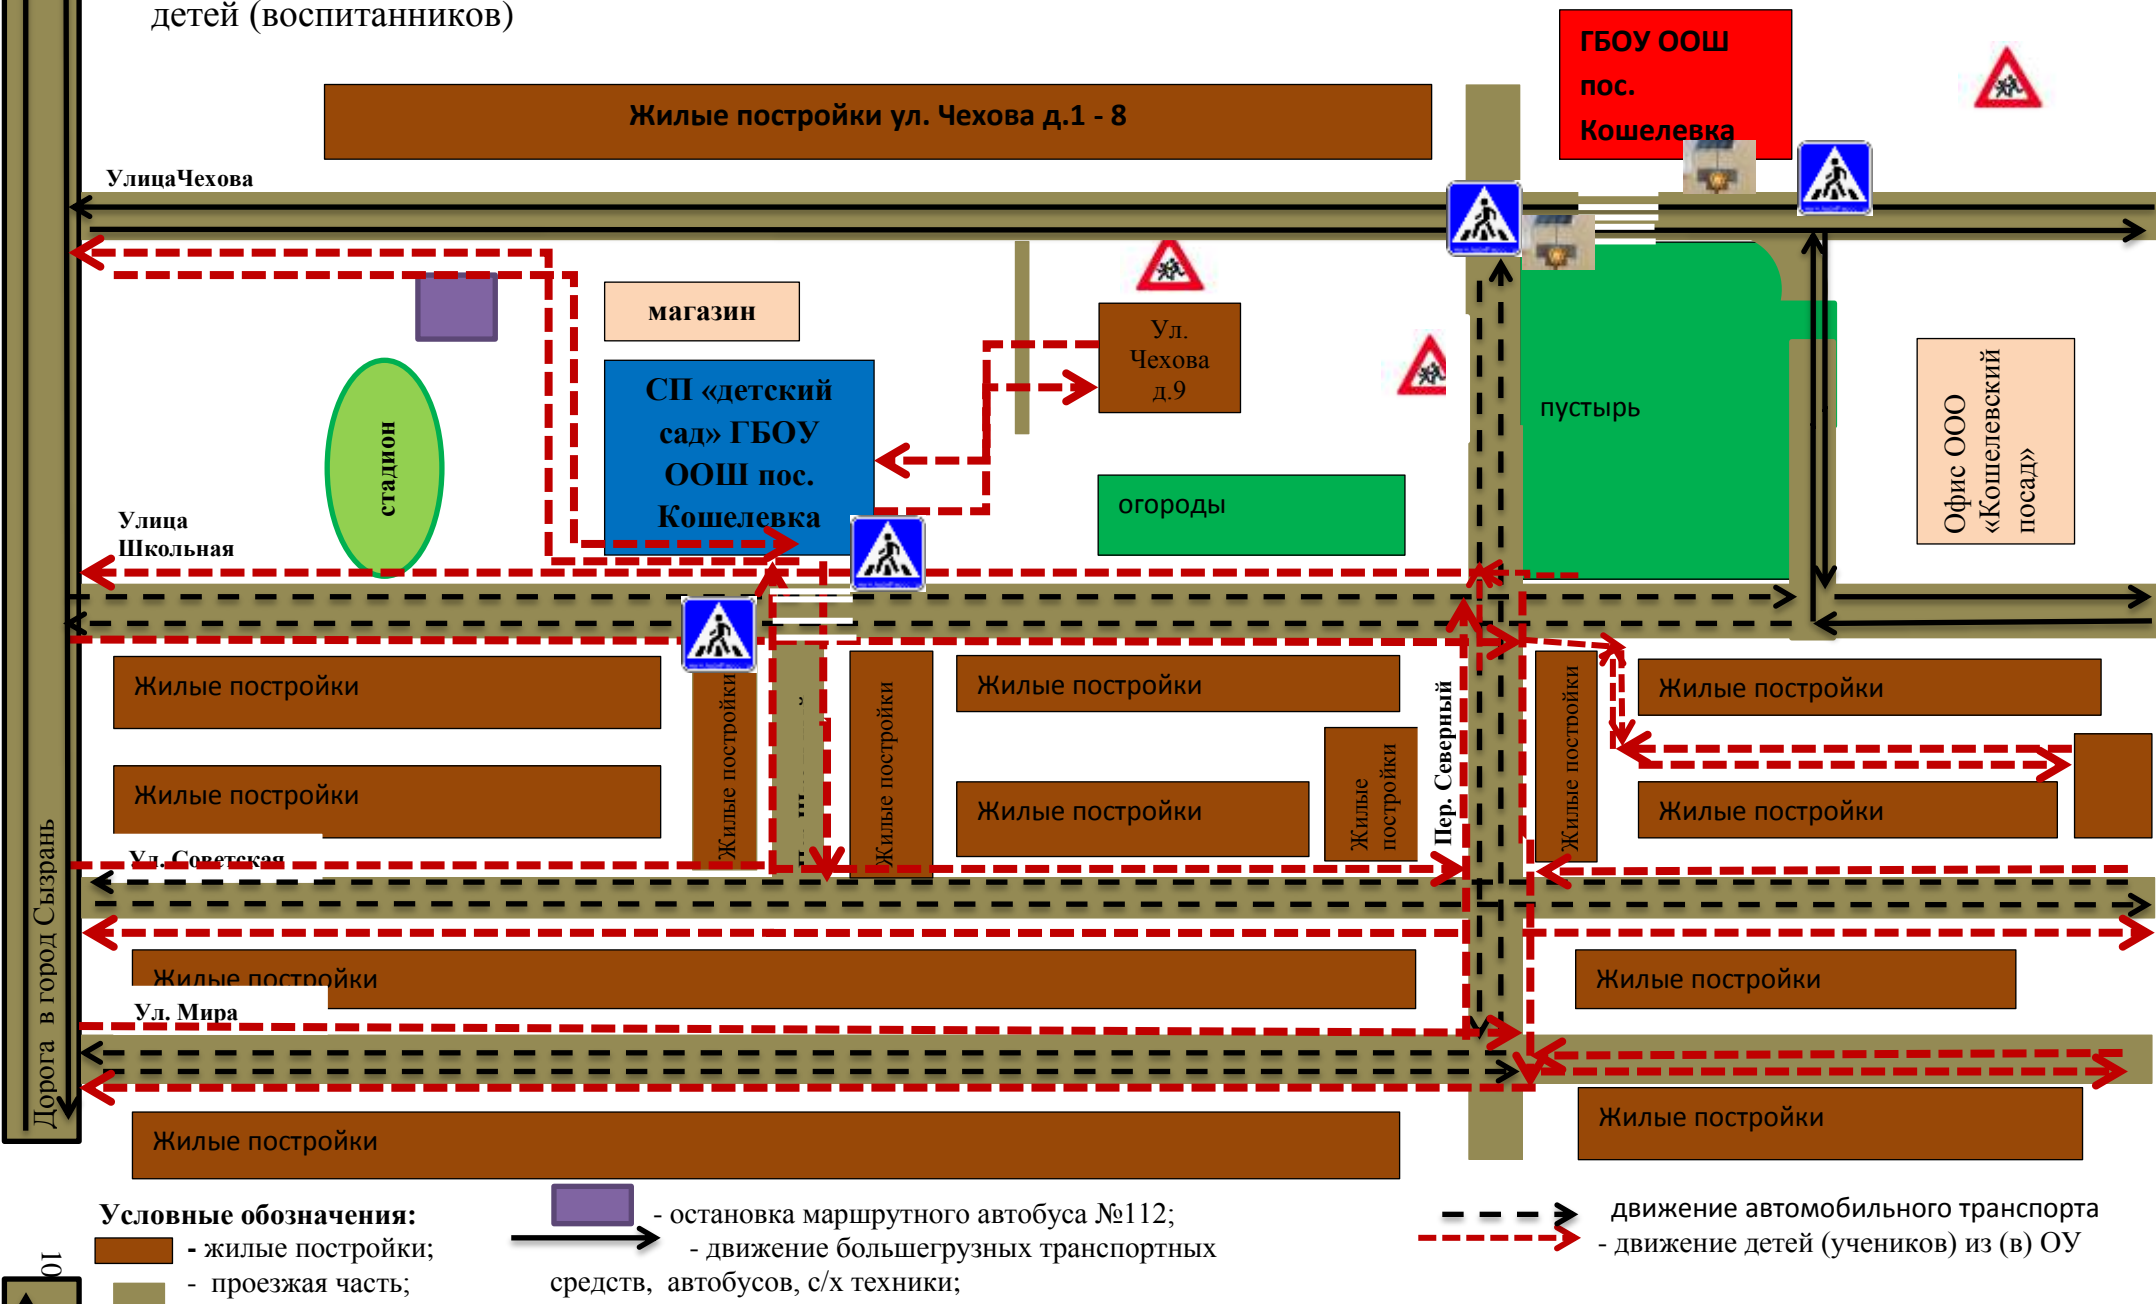 детей (воспитанников)
ГБОУ ООШ
пос.
Кошелевка
Жилые постройки ул. Чехова д.1 - 8
УлицаЧехова
магазин
Ул.
Чехова
д.9
СП «детский
сад» ГБОУ
ООШ пос.
Кошелевка
стадион
пустырь
огороды
Офис ООО
«Кошелевский
посад»
Улица
Школьная
Жилые постройки
Жилые постройки
Жилые постройки
Жилые постройки
Жилые постройки
Жилые постройки
Жилые
постройки
Пер. Северный
Жилые постройки
Жилые постройки
Жилые постройки
Ул. Советская
Дорога в город Сызрань
Жилые постройки
Жилые постройки
Ул. Мира
Жилые постройки
Жилые постройки
Условные обозначения:
- жилые постройки;
- проезжая часть;
- остановка маршрутного автобуса №112;
- движение большегрузных транспортных
средств, автобусов, с/х техники;
движение автомобильного транспорта
- движение детей (учеников) из (в) ОУ
10